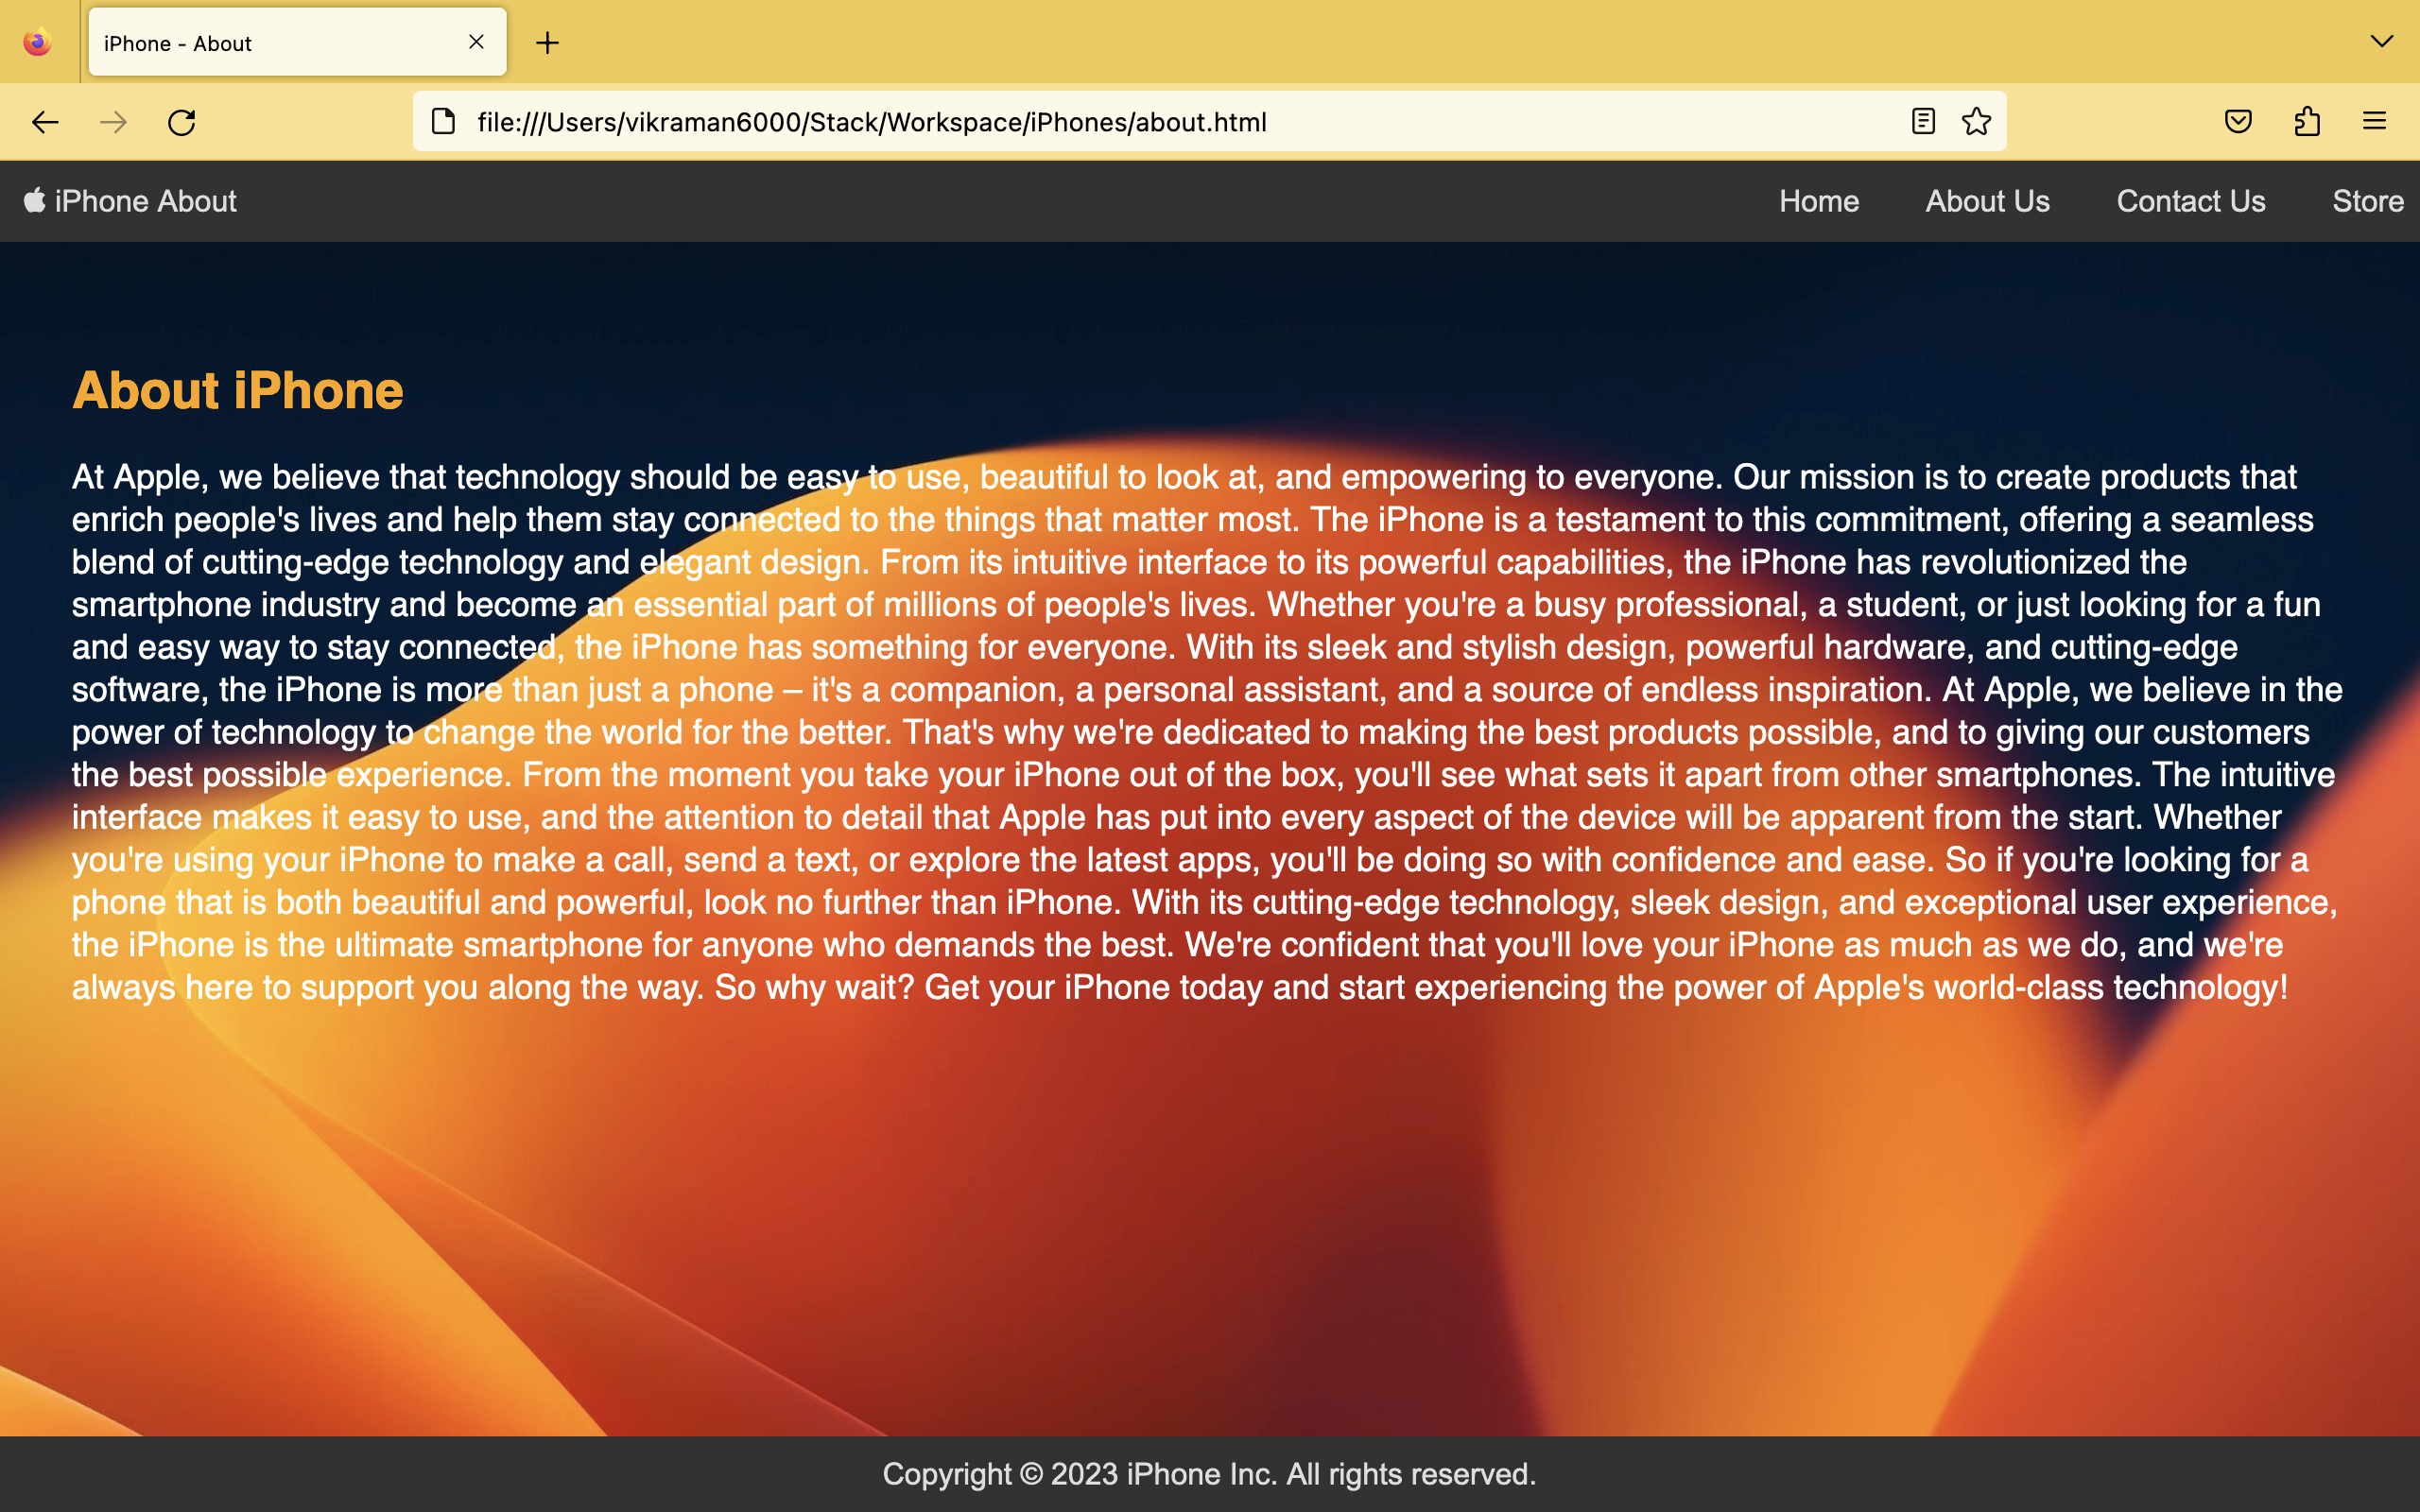 iPhone - About
file:///Users/vikraman6000/Stack/Workspace/iPhones/about.html
iPhone About
Home
About Us
Contact Us
Store
About iPhone
At Apple, we believe that technology should be easy to use, beautiful to look at, and empowering to everyone. Our mission is to create products that
enrich people's lives and help them stay connected to the things that matter most. The iPhone is a testament to this commitment, offering a seamless
blend of cutting-edge technology and elegant design. From its intuitive interface to its powerful capabilities, the iPhone has revolutionized the
smartphone industry and become an essential part of millions of people's lives. Whether you're a busy professional, a student, or just looking for a fun
and easy way to stay connected, the iPhone has something for everyone. With its sleek and stylish design, powerful hardware, and cutting-edge
software, the iPhone is more than just a phone – it's a companion, a personal assistant, and a source of endless inspiration. At Apple, we believe in the
power of technology to change the world for the better. That's why we're dedicated to making the best products possible, and to giving our customers
the best possible experience. From the moment you take your iPhone out of the box, you'll see what sets it apart from other smartphones. The intuitive
interface makes it easy to use, and the attention to detail that Apple has put into every aspect of the device will be apparent from the start. Whether
you're using your iPhone to make a call, send a text, or explore the latest apps, you'll be doing so with confidence and ease. So if you're looking for a
phone that is both beautiful and powerful, look no further than iPhone. With its cutting-edge technology, sleek design, and exceptional user experience,
the iPhone is the ultimate smartphone for anyone who demands the best. We're confident that you'll love your iPhone as much as we do, and we're
always here to support you along the way. So why wait? Get your iPhone today and start experiencing the power of Apple's world-class technology!
Copyright © 2023 iPhone Inc. All rights reserved.